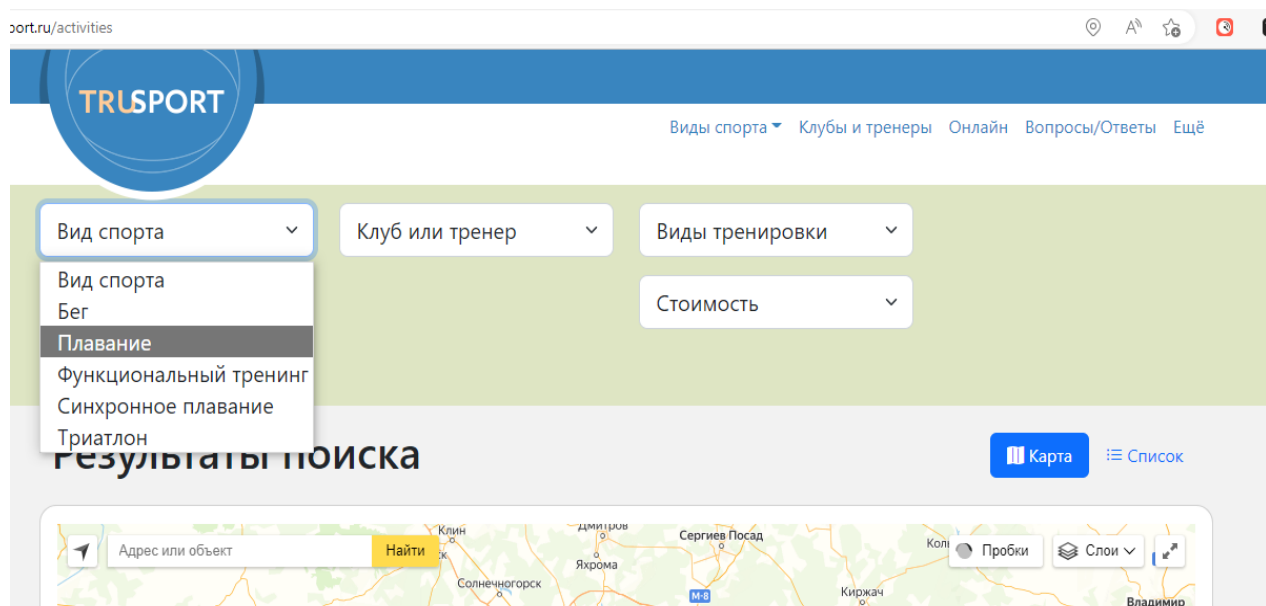 port.ru/activities
TRUSPORT
Виды спорта Клубы и тренеры Онлайн Вопросы/Ответы Ещё
Вид спорта Клуб или тренер Виды тренировки
Вид спорта
Бег
Стоимость
Плавание
Функциональный тренинг
Синхронное плавание
Триатлон
Результаты поиска
Карта Список
Клин Дмитров Сергиев Посад
Адрес или объект Найти Пробки Слои
Яхрома
Солнечногорск
М-8 Киржач
Владимир